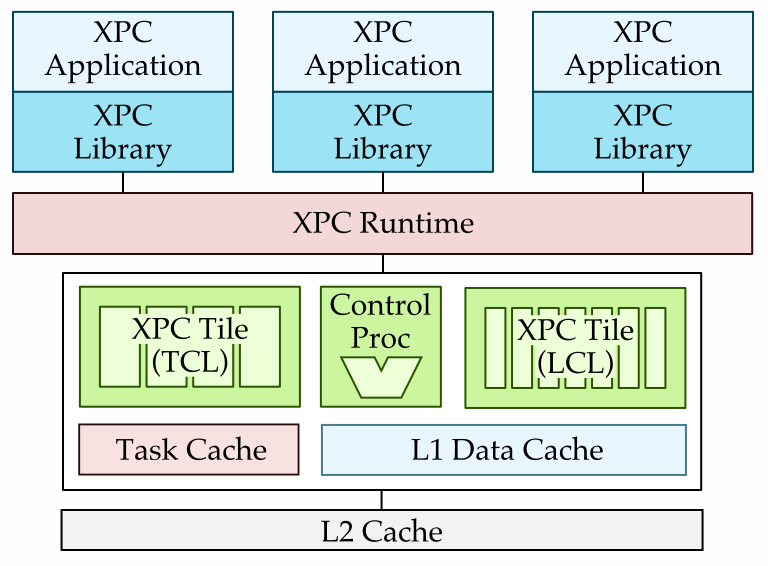 XPC
Application
XPC
Library
XPC
Application
XPC
Library
XPC
Application
XPC
Library
XPC Runtime
XPC Tile
(TCL)
Control
Proc
XPC Tile
(LCL)
Task Cache
L1 Data Cache
L2 Cache